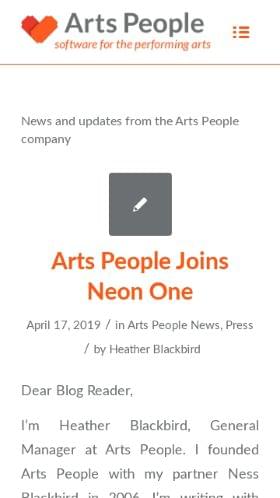 Arts People
software for the performing arts
News and updates from the Arts People
company
Arts People Joins
Neon One
April 17, 2019 / in Arts People News, Press
/ by Heather Blackbird
Dear Blog Reader,
I'm Heather Blackbird, General
Manager at Arts People. I founded
Arts People with my partner Ness
Blackbird in 2006. I'm writing with